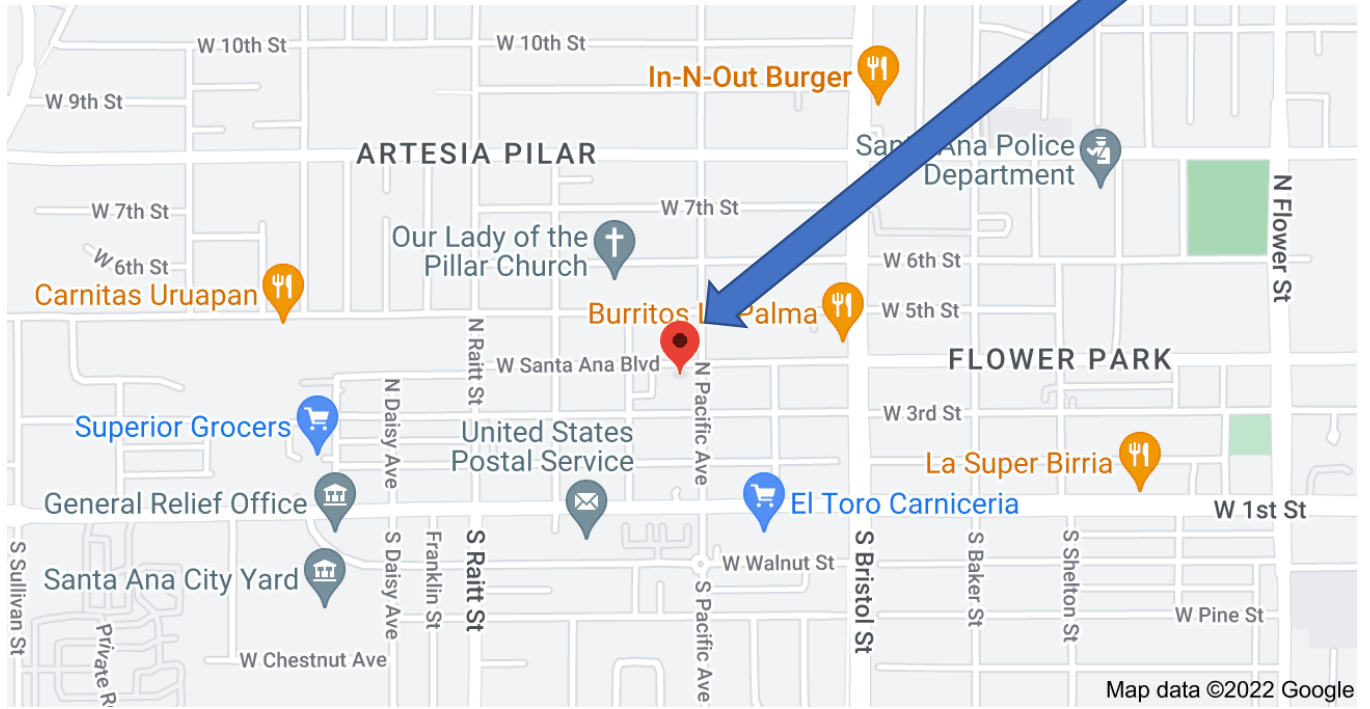 W 10th St
W 10th St
In-N-Out Burger
W 9th St
ARTESIA PILAR
Santa Ana Police
Department
W 7th St
W 7th St
N Flower St
Our Lady of the
Pillar Church
W 6th St
W 6th St
Carnitas Uruapan
Burritos La Palma
W 5th St
N Raitt St
W Santa Ana Blvd
FLOWER PARK
N Daisy Ave
N Pacific Ave
W 3rd St
Superior Grocers
United States
Postal Service
La Super Birria
General Relief Office
El Toro Carniceria
W 1st St
S Sullivan St
S Daisy Ave
Franklin St
S Raitt St
S Bristol St
S Baker St
S Shelton St
W Walnut St
Santa Ana City Yard
S Pacific Ave
W Pine St
Private R
W Chestnut Ave
Map data ©2022 Google